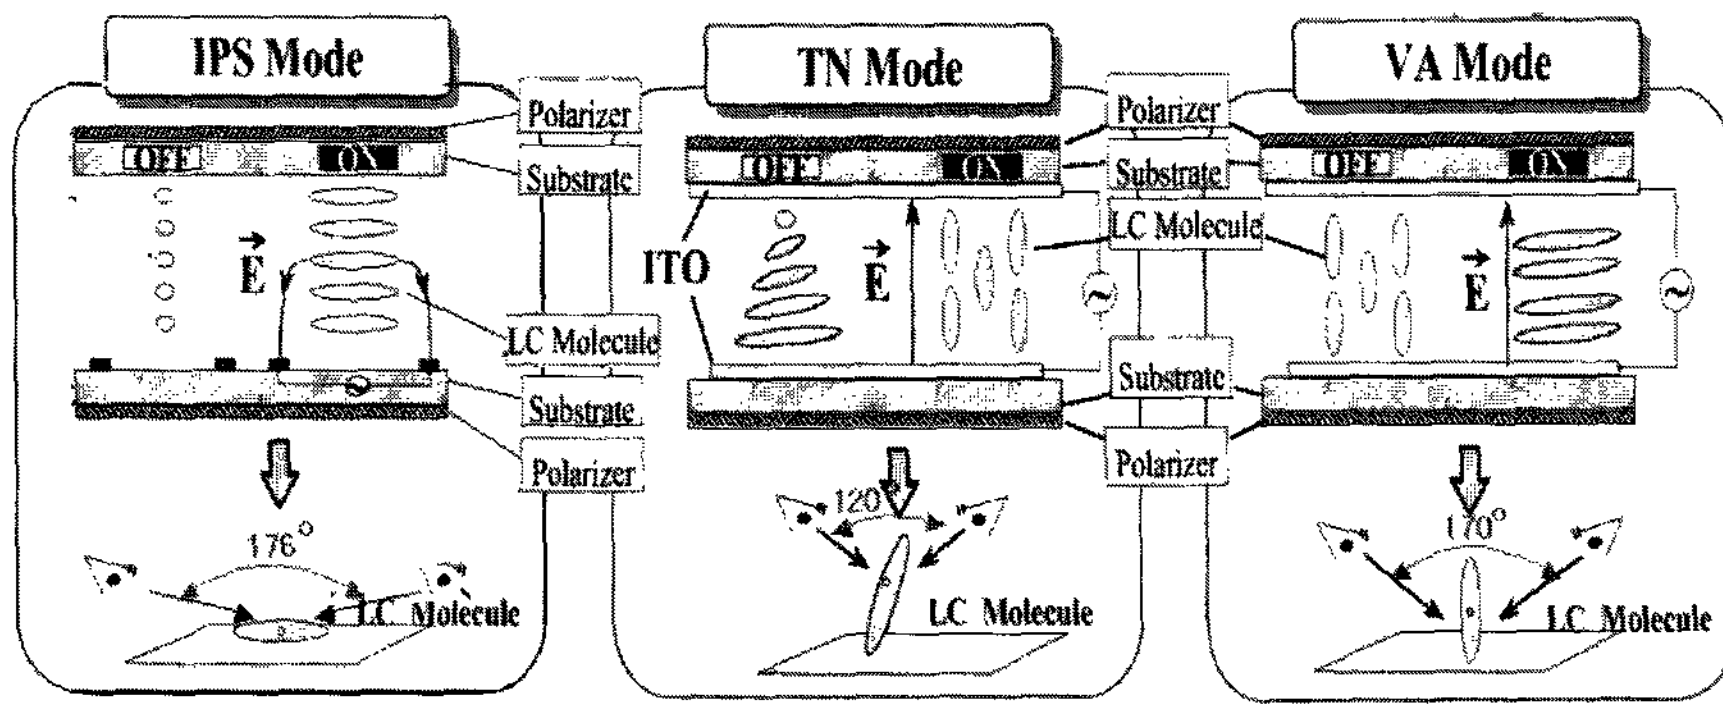 IPS Mode
Polarizer
OFF
ON
Substrate
E
LC Molecule
Substrate
Polarizer
176°
LC Molecule
TN Mode
Polarizer
OFF
ON
Substrate
LC Molecule
ITO
E
~
Substrate
Polarizer
120°
LC Molecule
VA Mode
OFF
ON
E
~
170°
LC Molecule